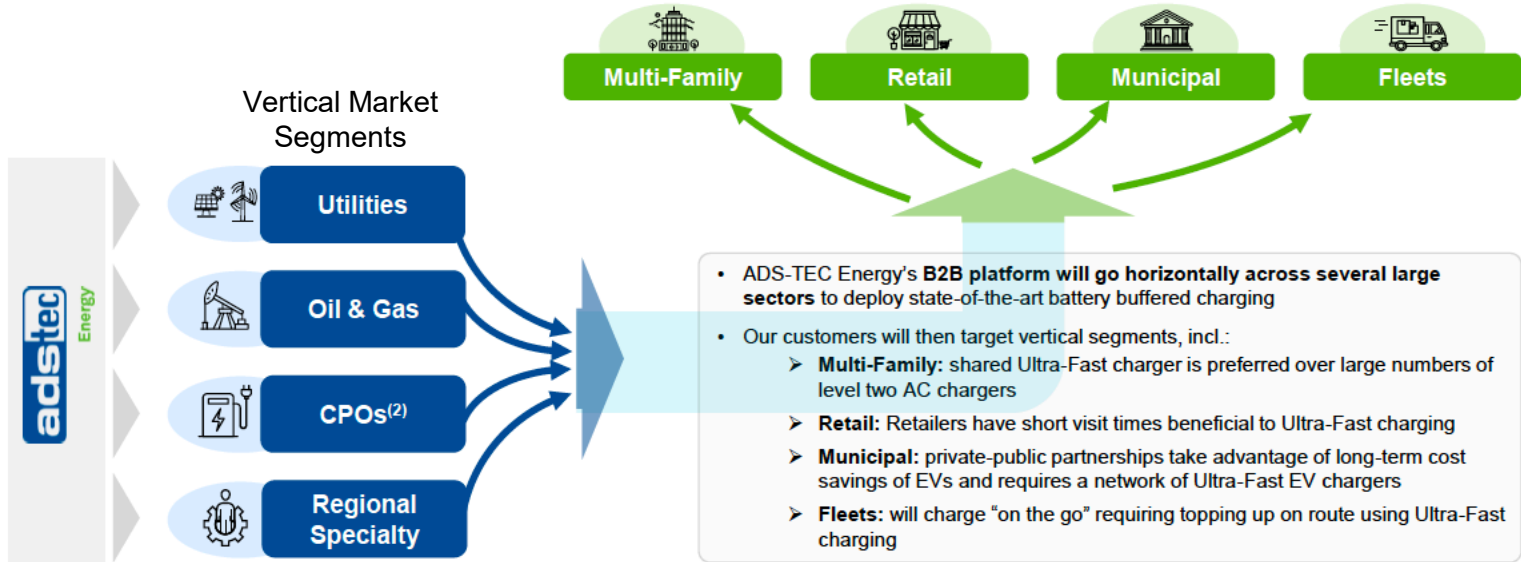 Multi-Family
Retail
Municipal
Fleets
Vertical Market
Segments
adstec
Energy
Utilities
Oil & Gas
CPOs(2)
Regional
Specialty
• ADS-TEC Energy's B2B platform will go horizontally across several large
sectors to deploy state-of-the-art battery buffered charging
• Our customers will then target vertical segments, incl.:
➤ Multi-Family: shared Ultra-Fast charger is preferred over large numbers of
level two AC chargers
➤ Retail: Retailers have short visit times beneficial to Ultra-Fast charging
➤ Municipal: private-public partnerships take advantage of long-term cost
savings of EVs and requires a network of Ultra-Fast EV chargers
➤ Fleets: will charge “on the go” requiring topping up on route using Ultra-Fast
charging